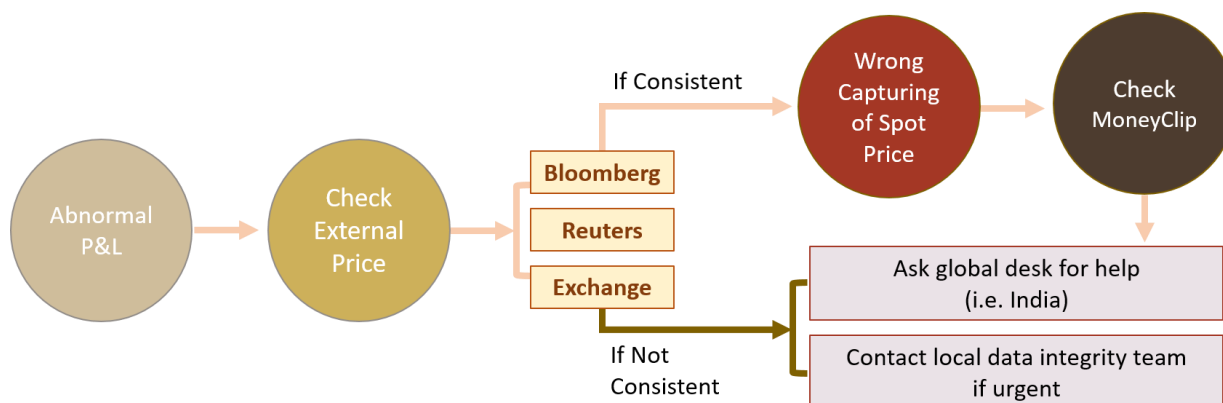 Abnormal
P&L
Check
External
Price
Bloomberg
Reuters
Exchange
If Consistent
Wrong
Capturing
of Spot
Price
Check
MoneyClip
If Not
Consistent
Ask global desk for help
(i.e. India)
Contact local data integrity team
if urgent